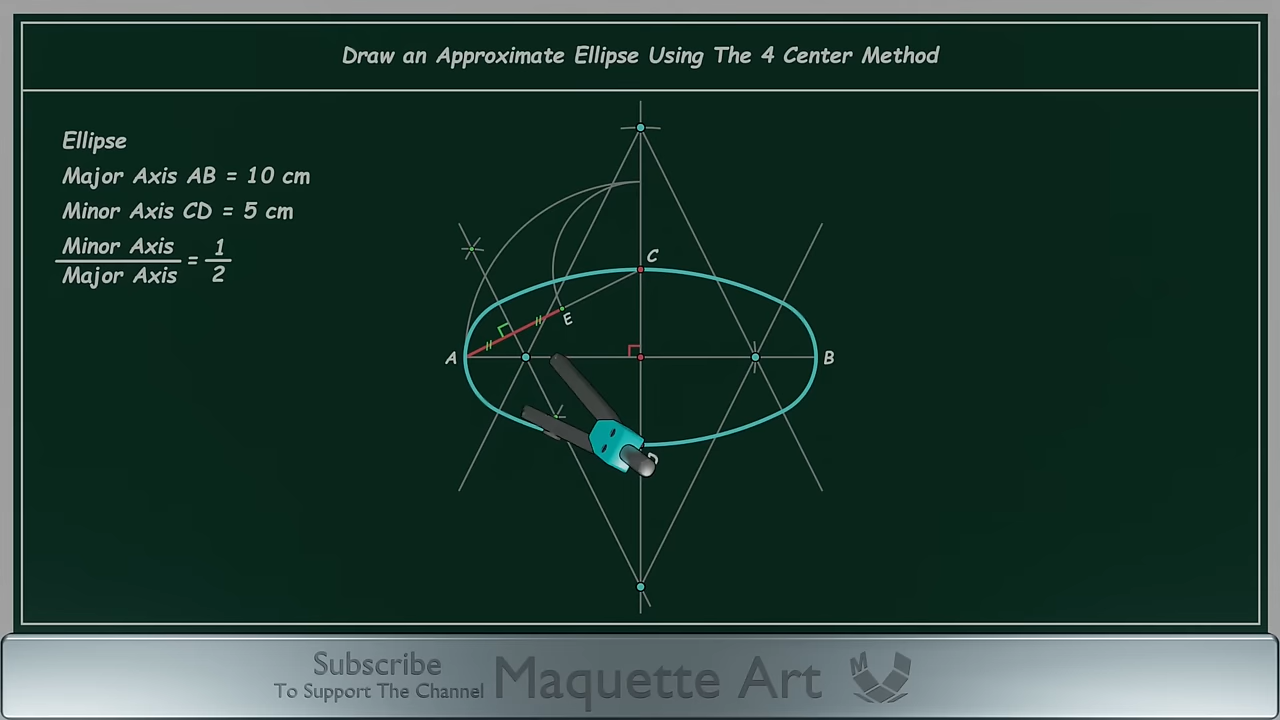 Draw an Approximate Ellipse Using The 4 Center Method
Ellipse
Major Axis AB = 10 cm
Minor Axis CD = 5 cm
Minor Axis
Major Axis
=
1
2
C
E
A
B
D
Subscribe
To Support The Channel
Maquette Art
M